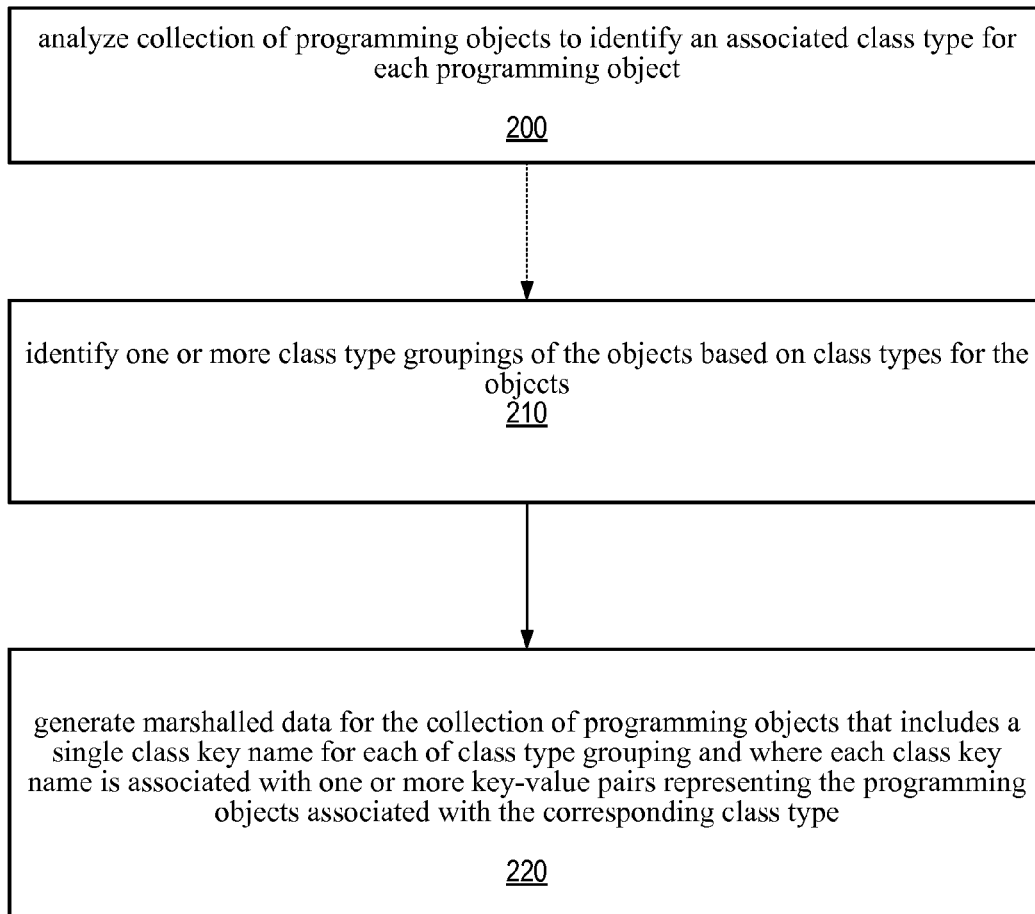 analyze collection of programming objects to identify an associated class type for
each programming object
200
identify one or more class type groupings of the objects based on class types for the
objects
210
generate marshalled data for the collection of programming objects that includes a
single class key name for each of class type grouping and where each class key
name is associated with one or more key-value pairs representing the programming
objects associated with the corresponding class type
220